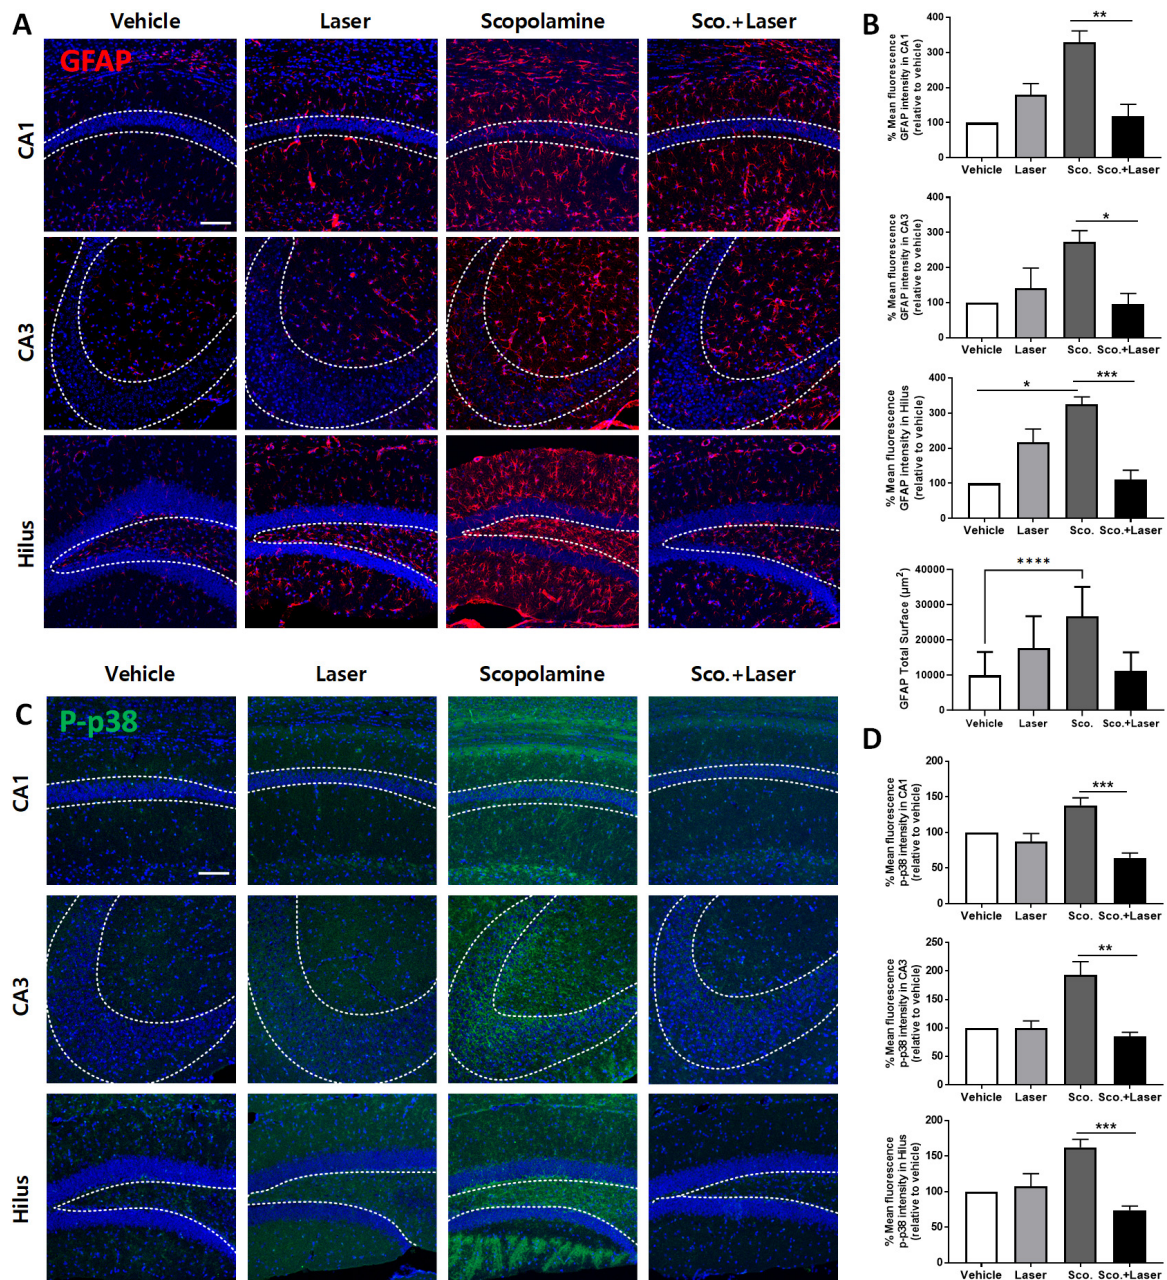 A
Vehicle
Laser
Scopolamine
Sco.+Laser
GFAP
CA1
CA3
Hilus
B
% Mean fluorescence
GFAP intensity in CA1
(relative to vehicle)
400
300
200
100
0
**
Vehicle Laser Sco. Sco.+Laser
% Mean fluorescence
GFAP intensity in CA3
(relative to vehicle)
400
300
200
100
0
*
Vehicle Laser Sco. Sco.+Laser
% Mean fluorescence
GFAP intensity in Hilus
(relative to vehicle)
400
300
200
100
0
*
***
Vehicle Laser Sco. Sco.+Laser
GFAP Total Surface (µm²)
40000
30000
20000
10000
0
****
Vehicle Laser Sco. Sco.+Laser
C
Vehicle
Laser
Scopolamine
Sco.+Laser
P-p38
CA1
CA3
Hilus
D
% Mean fluorescence
p-p38 intensity in CA1
(relative to vehicle)
200
150
100
50
0
***
Vehicle Laser Sco. Sco.+Laser
% Mean fluorescence
p-p38 intensity in CA3
(relative to vehicle)
250
200
150
100
50
0
**
Vehicle Laser Sco. Sco.+Laser
% Mean fluorescence
p-p38 intensity in Hilus
(relative to vehicle)
200
150
100
50
0
***
Vehicle Laser Sco. Sco.+Laser